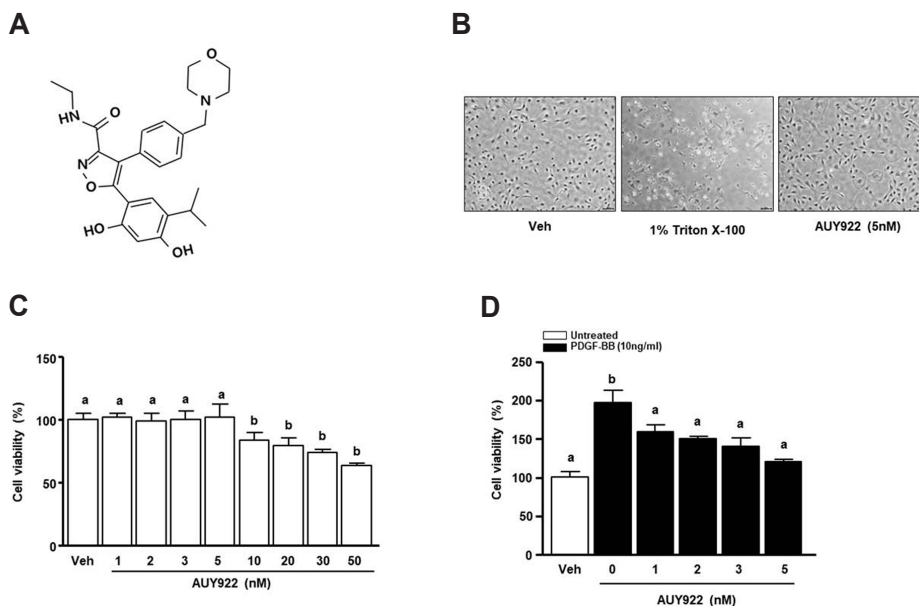 A
O
N
HN
O
N
O
HO
OH
B
Veh
1% Triton X-100
AUY922 (5nM)
C
Cell viability (%)
150
100
50
0
a a a a a b b b b
Veh 1 2 3 5 10 20 30 50
AUY922 (nM)
D
Untreated
PDGF-BB (10ng/ml)
Cell viability (%)
250
200
150
100
50
0
a b a a a a
Veh 0 1 2 3 5
AUY922 (nM)